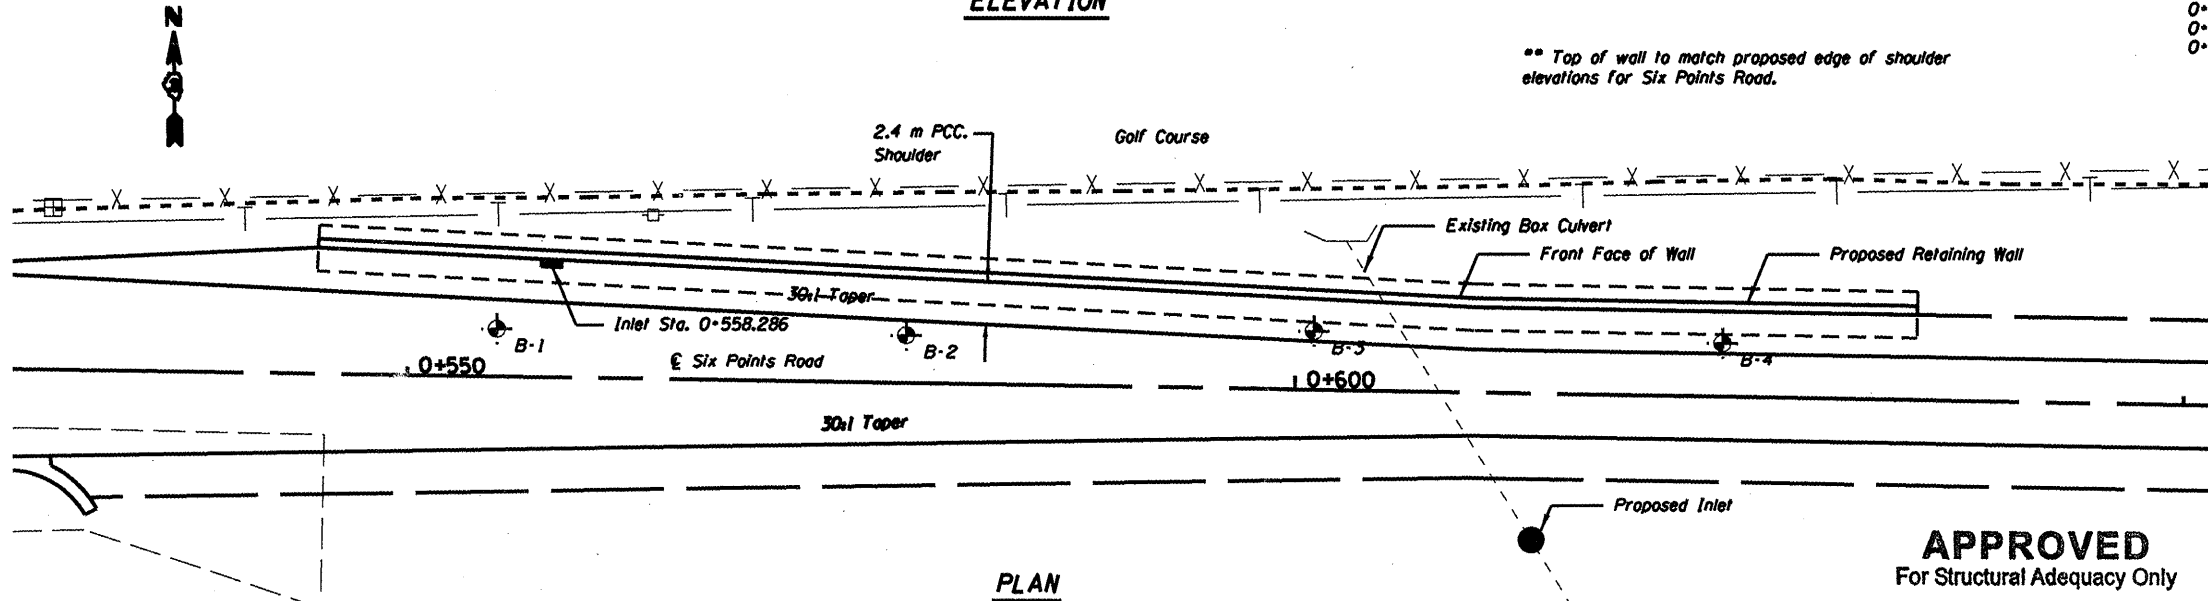 ELEVATION
0+
0+
0+
N
** Top of wall to match proposed edge of shoulder
elevations for Six Points Road.
2.4 m PCC.
Shoulder
Golf Course
Existing Box Culvert
Front Face of Wall
Proposed Retaining Wall
30:1 Taper
Inlet Sta. 0+558.286
B-1
B-2
B-3
B-4
0+550
℄ Six Points Road
0+600
30:1 Taper
Proposed Inlet
APPROVED
For Structural Adequacy Only
PLAN